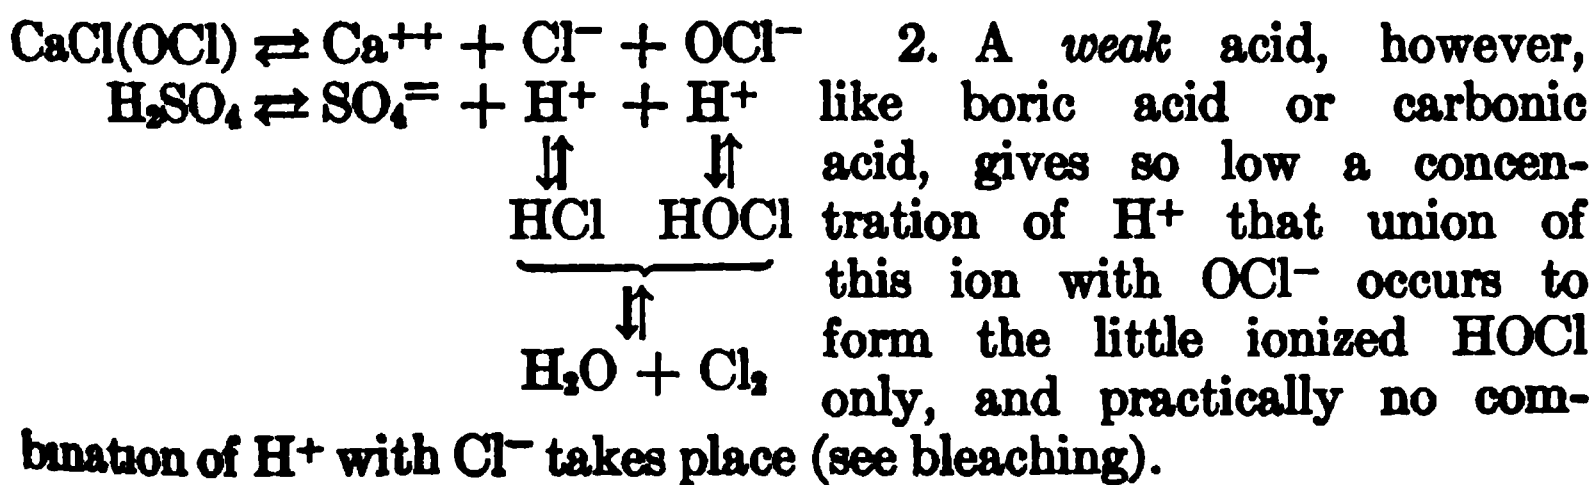 CaCl(OCl) ⇄ Ca⁺⁺ + Cl⁻ + OCl⁻
H₂SO₄ ⇄ SO₄⁼ + H⁺ + H⁺
⇅ ⇅
HCl HOCl
⇅
H₂O + Cl₂
2. A weak acid, however,
like boric acid or carbonic
acid, gives so low a concen-
tration of H⁺ that union of
this ion with OCl⁻ occurs to
form the little ionized HOCl
only, and practically no com-
bination of H⁺ with Cl⁻ takes place (see bleaching).